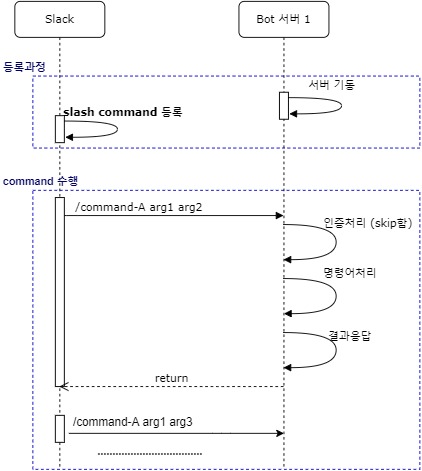 Slack
Bot 서버 1
등록과정
서버 기동
slash command 등록
command 수행
/command-A arg1 arg2
인증처리 (skip함)
명령어처리
결과응답
return
/command-A arg1 arg3